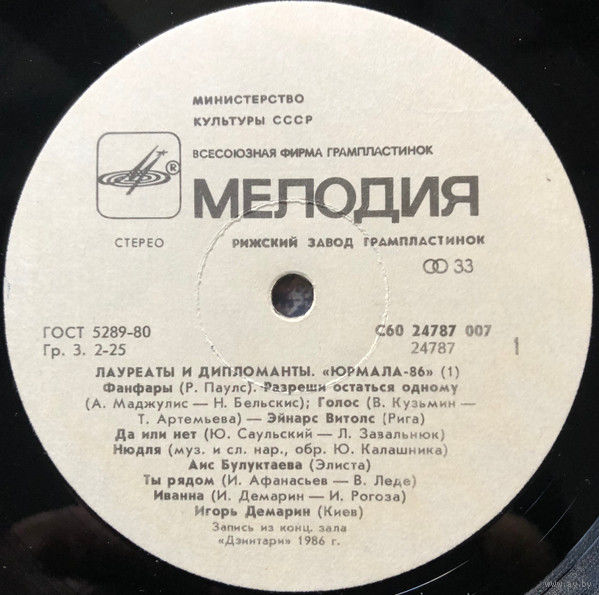 МИНИСТЕРСТВО
КУЛЬТУРЫ СССР
ВСЕСОЮЗНАЯ ФИРМА ГРАМПЛАСТИНОК
®
МЕЛОДИЯ
СТЕРЕО
РИЖСКИЙ ЗАВОД ГРАМПЛАСТИНОК
33
ГОСТ 5289-80
С60 24787 007
Гр. 3. 2-25
24787
1
ЛАУРЕАТЫ И ДИПЛОМАНТЫ. «ЮРМАЛА-86» (1)
Фанфары (Р. Паулс). Разреши остаться одному
(А. Маджулис — Н. Бельскис); Голос (В. Кузьмин —
Т. Артемьева) — Эйнарс Витолс (Рига)
Да или нет (Ю. Саульский — Л. Завальнюк)
Нюдля (муз. и сл. нар., обр. Ю. Калашника)
Аис Булуктаева (Элиста)
Ты рядом (И. Афанасьев — В. Леде)
Иванна (И. Демарин — И. Рогоза)
Игорь Демарин (Киев)
Запись из конц. зала
«Дзинтари» 1986 г.
www.ay.by